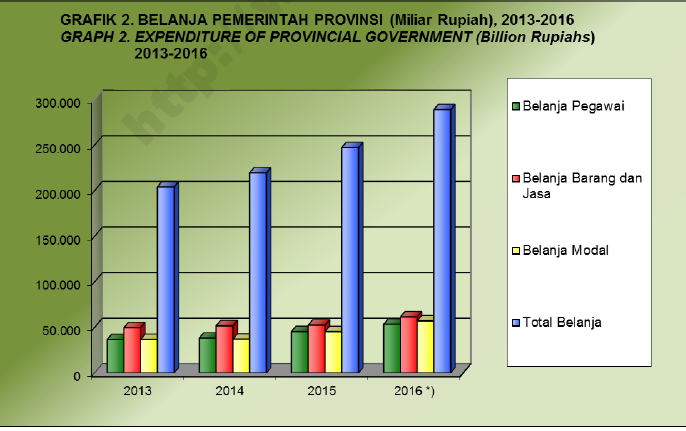 GRAFIK 2. BELANJA PEMERINTAH PROVINSI (Miliar Rupiah), 2013-2016
GRAPH 2. EXPENDITURE OF PROVINCIAL GOVERNMENT (Billion Rupiahs)
2013-2016
http://
300.000
250.000
200.000
150.000
100.000
50.000
0
2013 2014 2015 2016 *)
Belanja Pegawai
Belanja Barang dan
Jasa
Belanja Modal
Total Belanja